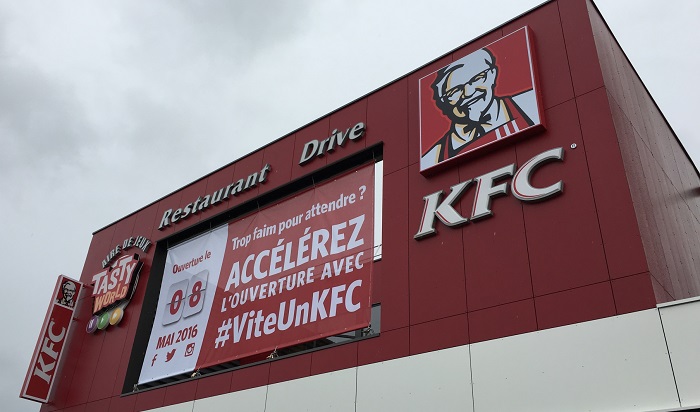 Restaurant Drive
KFC
AIRE DE JEUX
TASTY
WORLD
KFC
Ouverture le
08
MAI 2016
Trop faim pour attendre ?
ACCÉLÉREZ
L'OUVERTURE AVEC
#ViteUnKFC
KFC